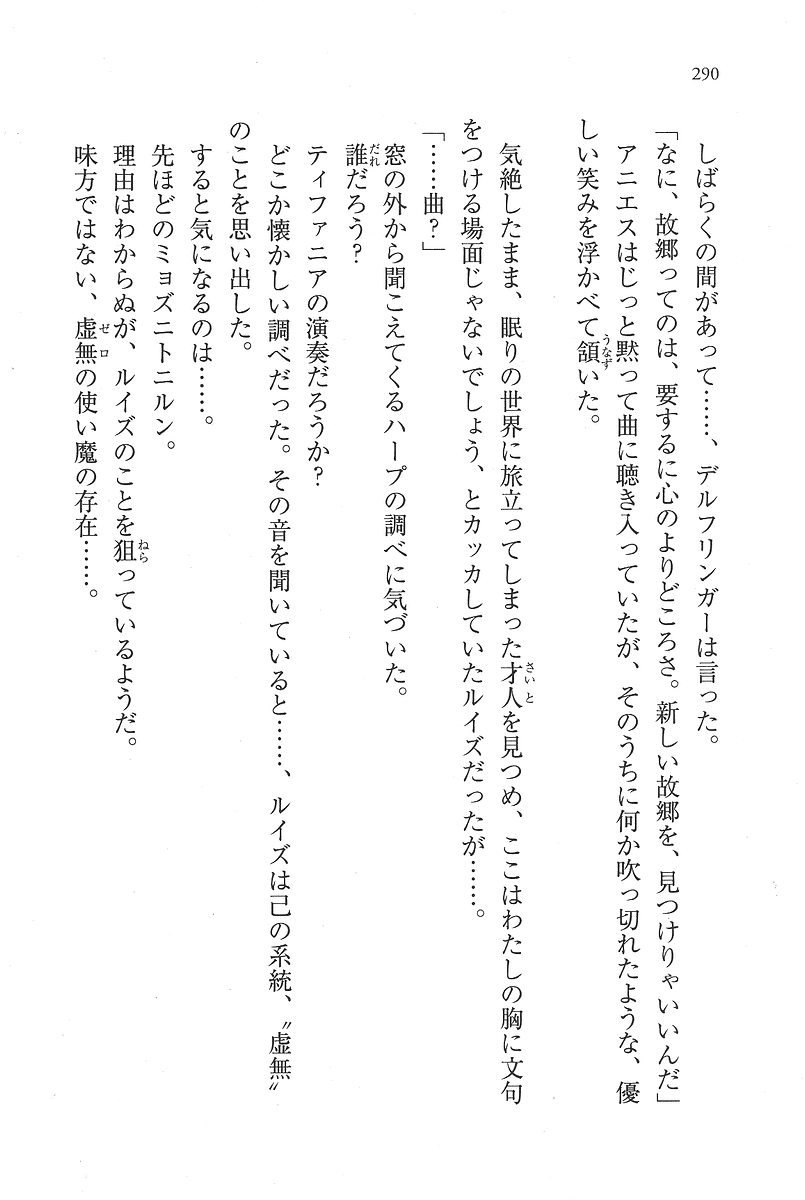 290
しばらくの間があって……、デルフリンガーは言った。
「なに、故郷ってのは、要するに心のよりどころさ。新しい故郷を、見つけりゃいいんだ」
アニエスはじっと黙って曲に聴き入っていたが、そのうちに何か吹っ切れたような、優
しい笑みを浮かべて頷いた。
気絶したまま、眠りの世界に旅立ってしまった才人を見つめ、ここはわたしの胸に文句
をつける場面じゃないでしょう、とカッカしていたルイズだったが……。
「……曲？」
窓の外から聞こえてくるハープの調べに気づいた。
誰だろう？
ティファニアの演奏だろうか？
どこか懐かしい調べだった。その音を聞いていると……、ルイズは己の系統、〝虚無〟
のことを思い出した。
すると気になるのは……。
先ほどのミョズニトニルン。
理由はわからぬが、ルイズのことを狙っているようだ。
味方ではない、虚無の使い魔の存在……。